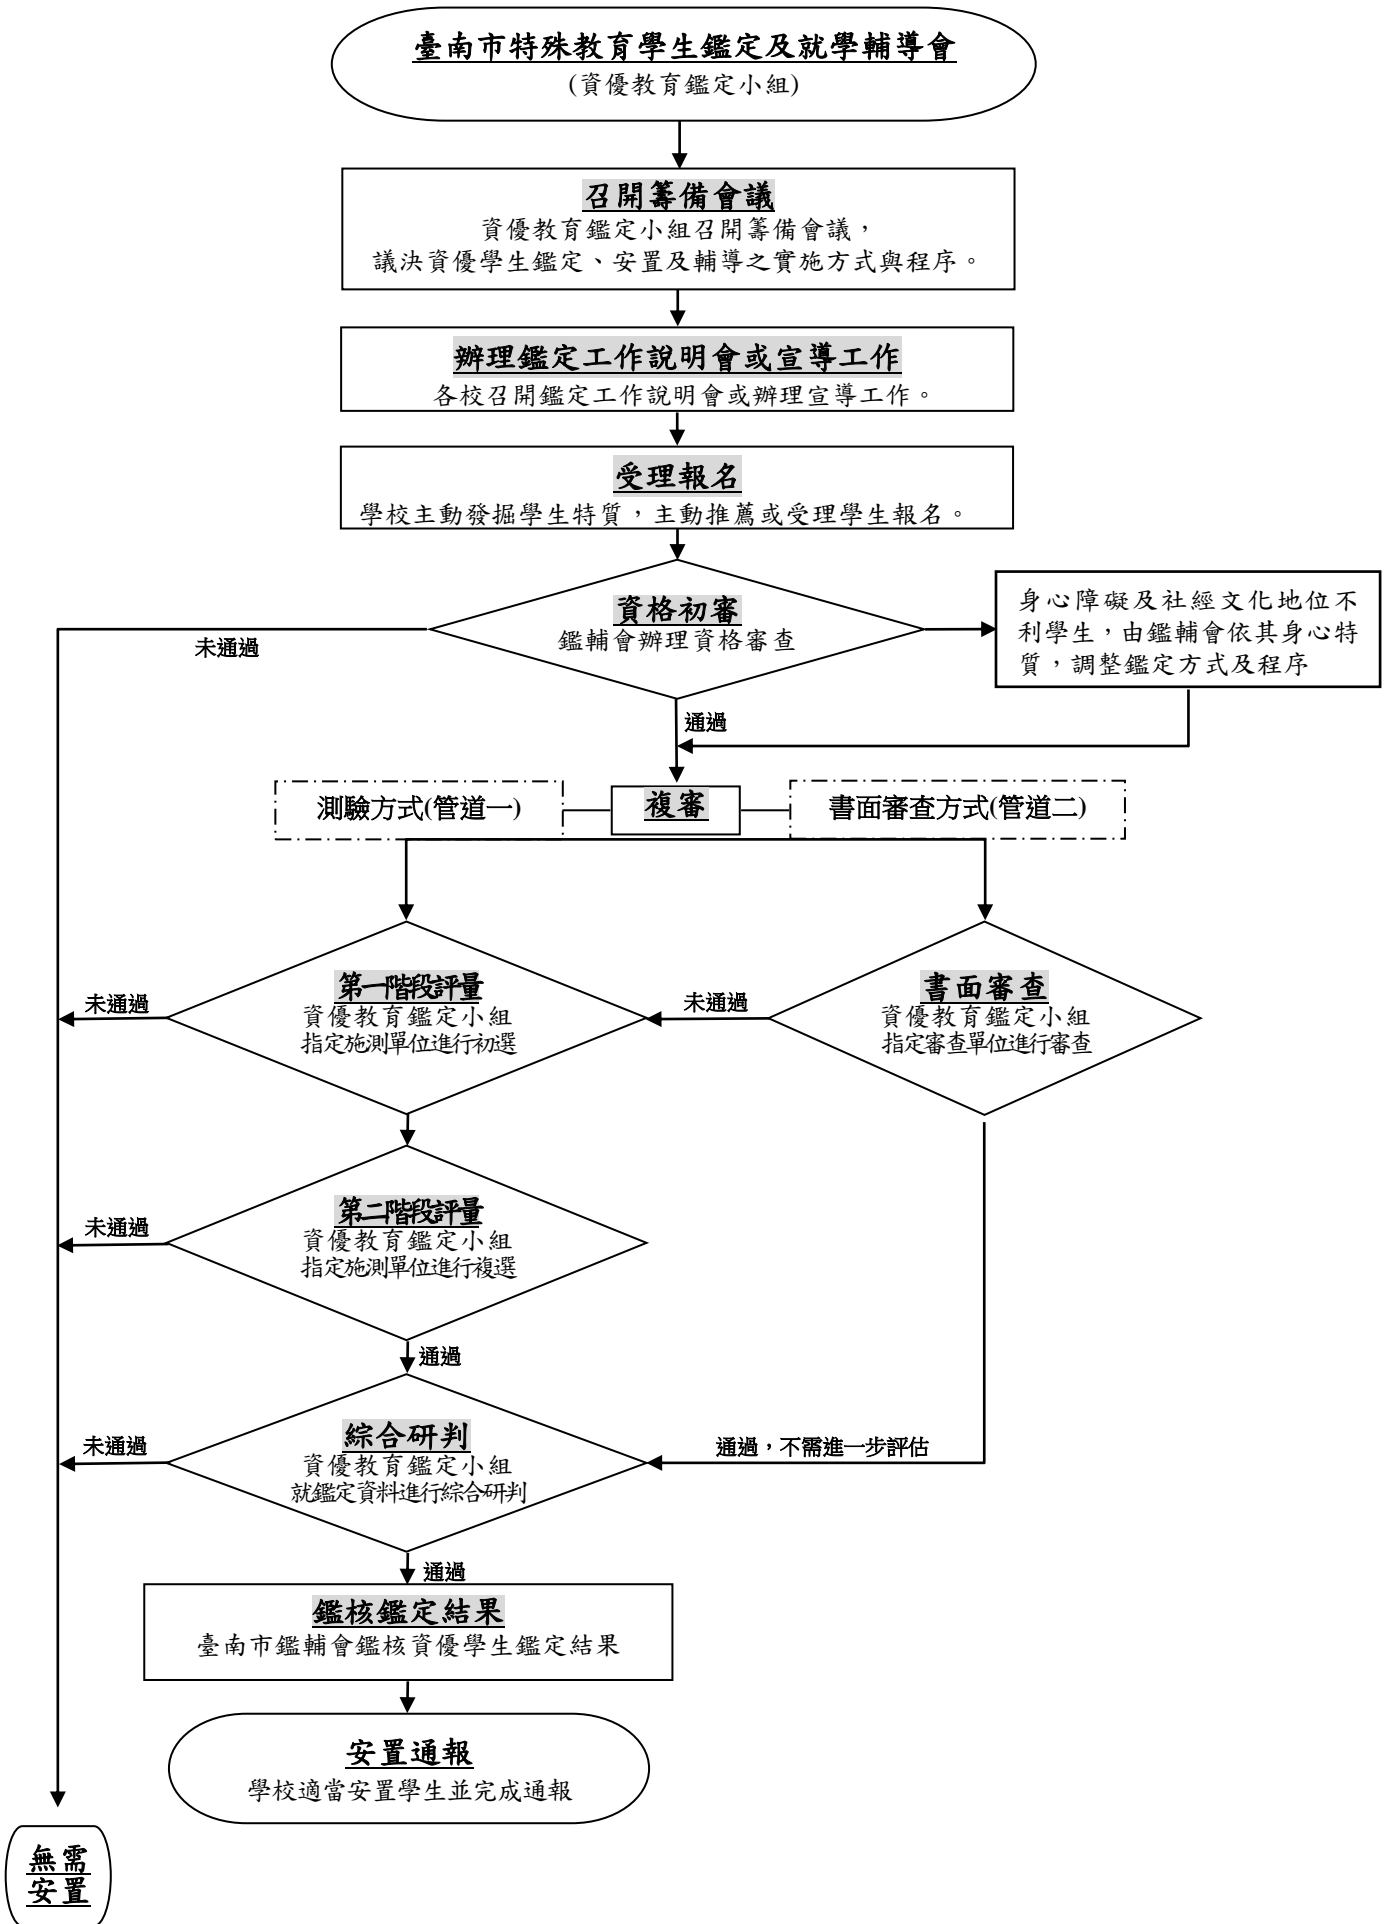 臺南市特殊教育學生鑑定及就學輔導會
(資優教育鑑定小組)
召開籌備會議
資優教育鑑定小組召開籌備會議，
議決資優學生鑑定、安置及輔導之實施方式與程序。
辦理鑑定工作說明會或宣導工作
各校召開鑑定工作說明會或辦理宣導工作。
受理報名
學校主動發掘學生特質，主動推薦或受理學生報名。
資格初審
鑑輔會辦理資格審查
未通過
身心障礙及社經文化地位不
利學生，由鑑輔會依其身心特
質，調整鑑定方式及程序
通過
測驗方式(管道一)
複審
書面審查方式(管道二)
第一階段評量
資優教育鑑定小組
指定施測單位進行初選
未通過
未通過
書面審查
資優教育鑑定小組
指定審查單位進行審查
第二階段評量
資優教育鑑定小組
指定施測單位進行複選
未通過
通過
綜合研判
資優教育鑑定小組
就鑑定資料進行綜合研判
未通過
通過，不需進一步評估
通過
鑑核鑑定結果
臺南市鑑輔會鑑核資優學生鑑定結果
安置通報
學校適當安置學生並完成通報
無需
安置